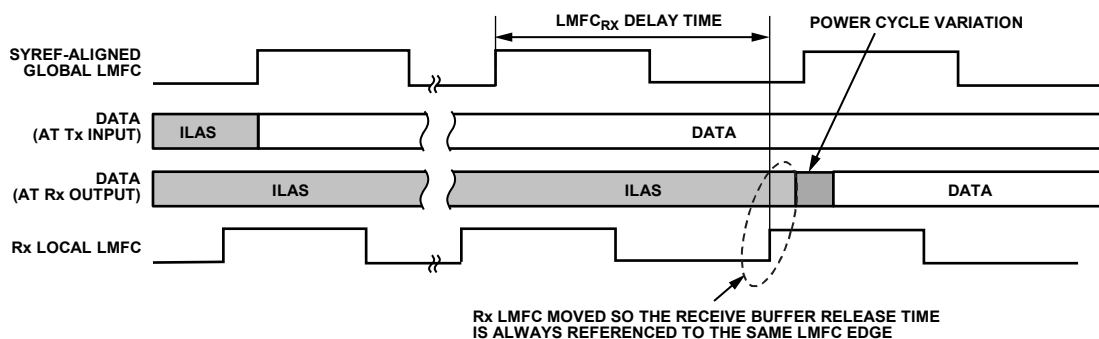 LMFCRX DELAY TIME
POWER CYCLE VARIATION
SYREF-ALIGNED
GLOBAL LMFC
DATA
(AT Tx INPUT)
ILAS
DATA
DATA
(AT Rx OUTPUT)
ILAS
ILAS
DATA
Rx LOCAL LMFC
Rx LMFC MOVED SO THE RECEIVE BUFFER RELEASE TIME
IS ALWAYS REFERENCED TO THE SAME LMFC EDGE